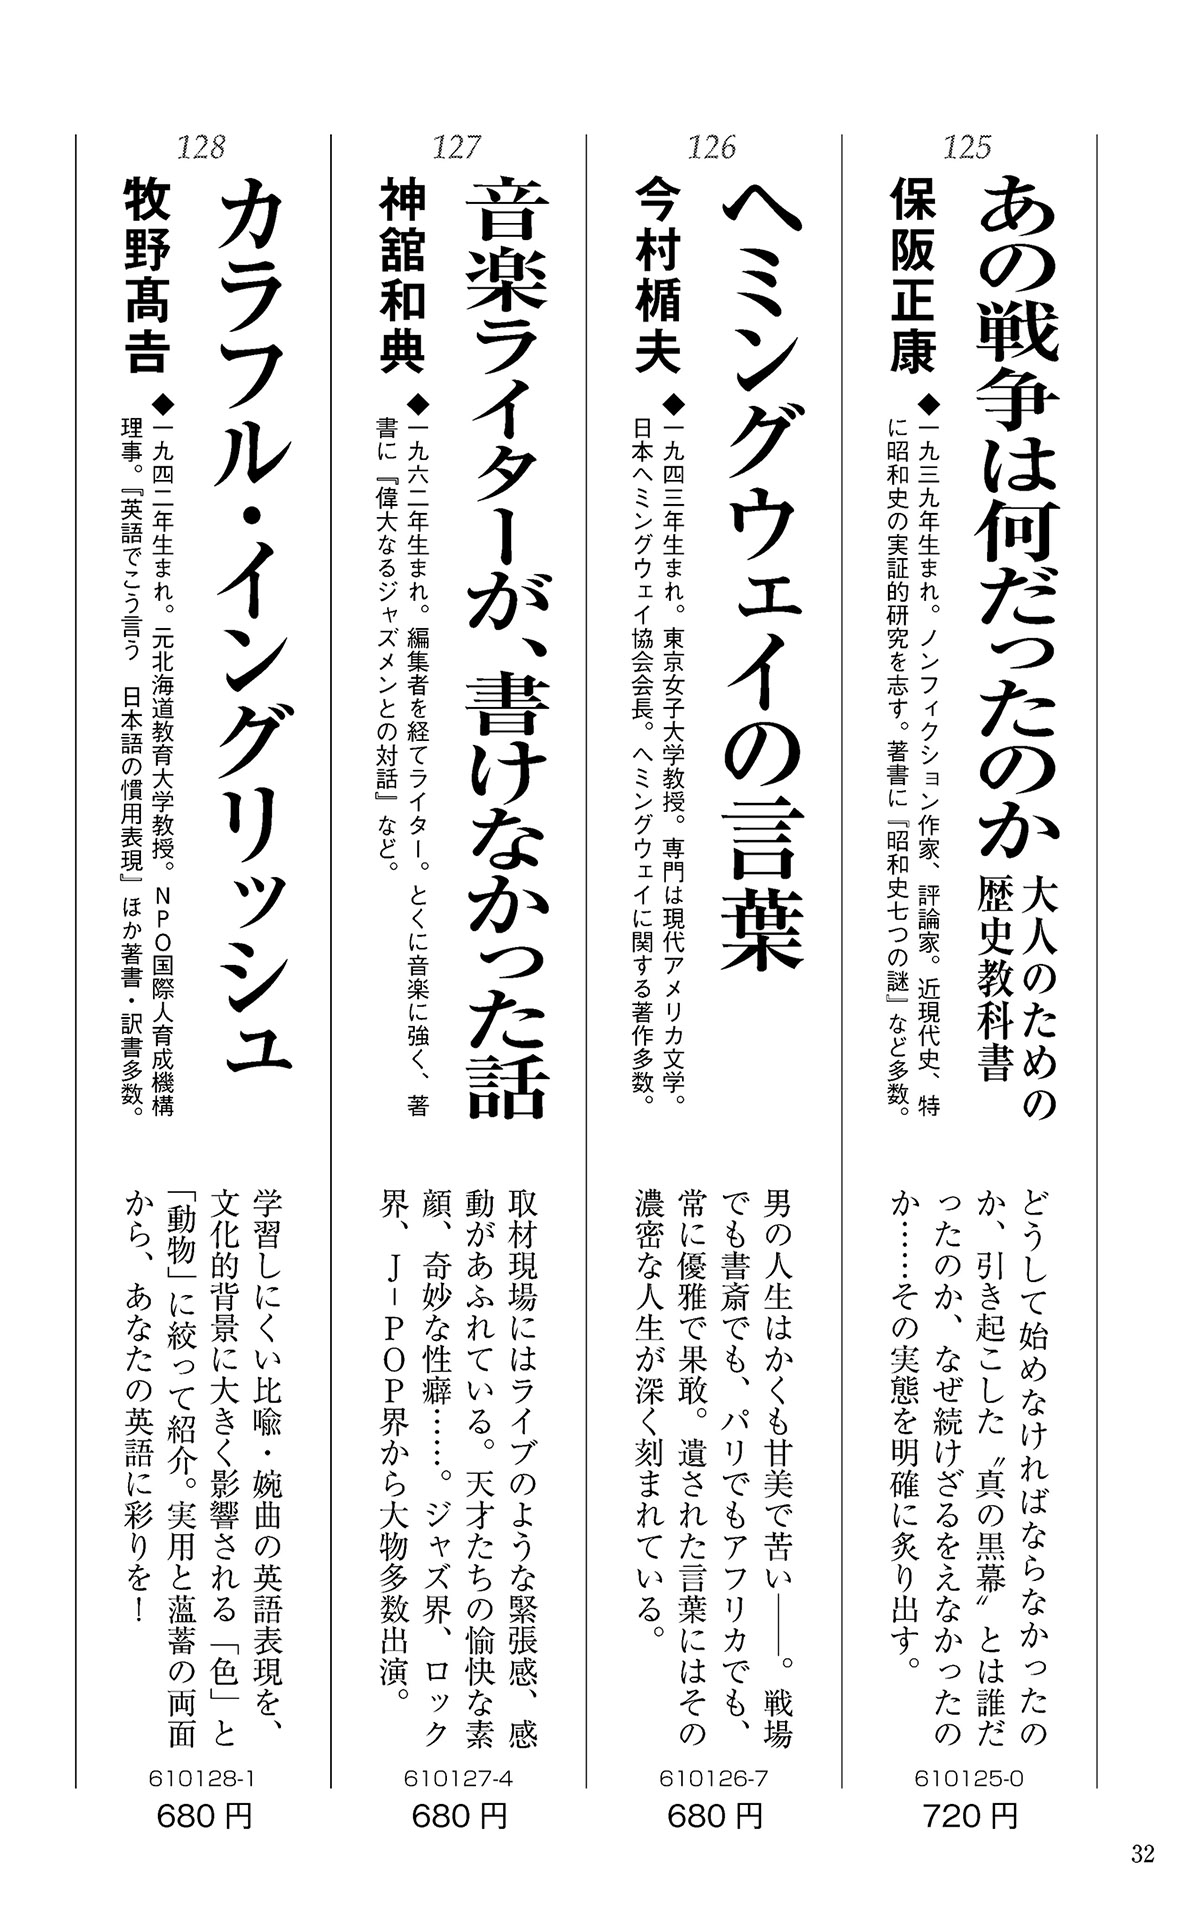 125
あの戦争は何だったのか
大人のための
歴史教科書
保阪正康
◆一九三九年生まれ。ノンフィクション作家、評論家。近現代史、特
に昭和史の実証的研究を志す。著書に『昭和史七つの謎』など多数。
どうして始めなければならなかったの
か、引き起こした〝真の黒幕〟とは誰だ
ったのか、なぜ続けざるをえなかったの
か……その実態を明確に炙り出す。
610125-0
720円
126
ヘミングウェイの言葉
今村楯夫
◆一九四三年生まれ。東京女子大学教授。専門は現代アメリカ文学。
日本ヘミングウェイ協会会長。ヘミングウェイに関する著作多数。
男の人生はかくも甘美で苦い――。戦場
でも書斎でも、パリでもアフリカでも、
常に優雅で果敢。遺された言葉にはその
濃密な人生が深く刻まれている。
610126-7
680円
127
音楽ライターが、書けなかった話
神舘和典
◆一九六二年生まれ。編集者を経てライター。とくに音楽に強く、著
書に『偉大なるジャズメンとの対話』など。
取材現場にはライブのような緊張感、感
動があふれている。天才たちの愉快な素
顔、奇妙な性癖……。ジャズ界、ロック
界、J-POP界から大物多数出演。
610127-4
680円
128
カラフル・イングリッシュ
牧野髙𠮷
◆一九四二年生まれ。元北海道教育大学教授。NPO国際人育成機構
理事。『英語でこう言う 日本語の慣用表現』ほか著書・訳書多数。
学習しにくい比喩・婉曲の英語表現を、
文化的背景に大きく影響される「色」と
「動物」に絞って紹介。実用と薀蓄の両面
から、あなたの英語に彩りを！
610128-1
680円
32